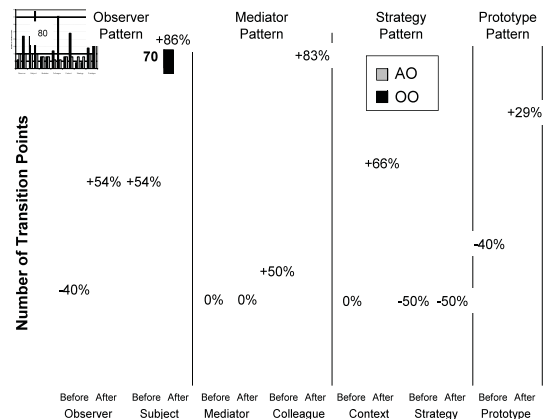 Observer Pattern
Mediator Pattern
Strategy Pattern
Prototype Pattern
80
70
+86%
+83%
AO
OO
+29%
+66%
+54% +54%
-40%
+50%
-40%
0% 0%
0%
-50% -50%
Number of Transition Points
Before After Before After Before After Before After Before After Before After Before After
Observer Subject Mediator Colleague Context Strategy Prototype